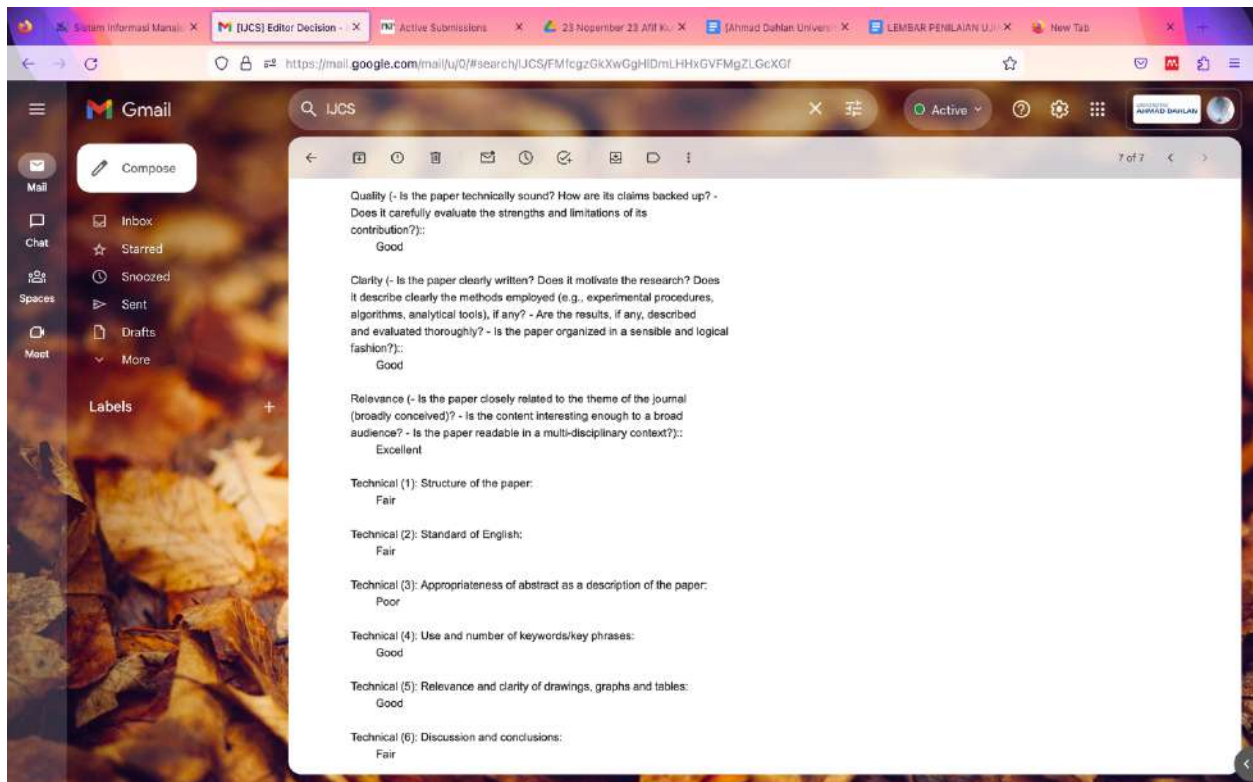 Sistem Informasi Manaj
[IJCS] Editor Decision -
Active Submissions
23 Nopember 23 Afif Ku
[Ahmad Dahlan Univers
LEMBAR PENILAIAN UJI
New Tab
https://mail.google.com/mail/u/0/#search/IJCS/
Gmail
IJCS
Active
UNIVERSITAS
AHMAD DAHLAN
Mail
Chat
Spaces
Meet
Compose
Inbox
Starred
Snoozed
Sent
Drafts
More
Labels
7 of 7
Quality (- Is the paper technically sound? How are its claims backed up? -
Does it carefully evaluate the strengths and limitations of its
contribution?)::
Good
Clarity (- Is the paper clearly written? Does it motivate the research? Does
it describe clearly the methods employed (e.g., experimental procedures,
algorithms, analytical tools), if any? - Are the results, if any, described
and evaluated thoroughly? - Is the paper organized in a sensible and logical
fashion?)::
Good
Relevance (- Is the paper closely related to the theme of the journal
(broadly conceived)? - Is the content interesting enough to a broad
audience? - Is the paper readable in a multi-disciplinary context?)::
Excellent
Technical (1): Structure of the paper:
Fair
Technical (2): Standard of English:
Fair
Technical (3): Appropriateness of abstract as a description of the paper:
Poor
Technical (4): Use and number of keywords/key phrases:
Good
Technical (5): Relevance and clarity of drawings, graphs and tables:
Good
Technical (6): Discussion and conclusions:
Fair